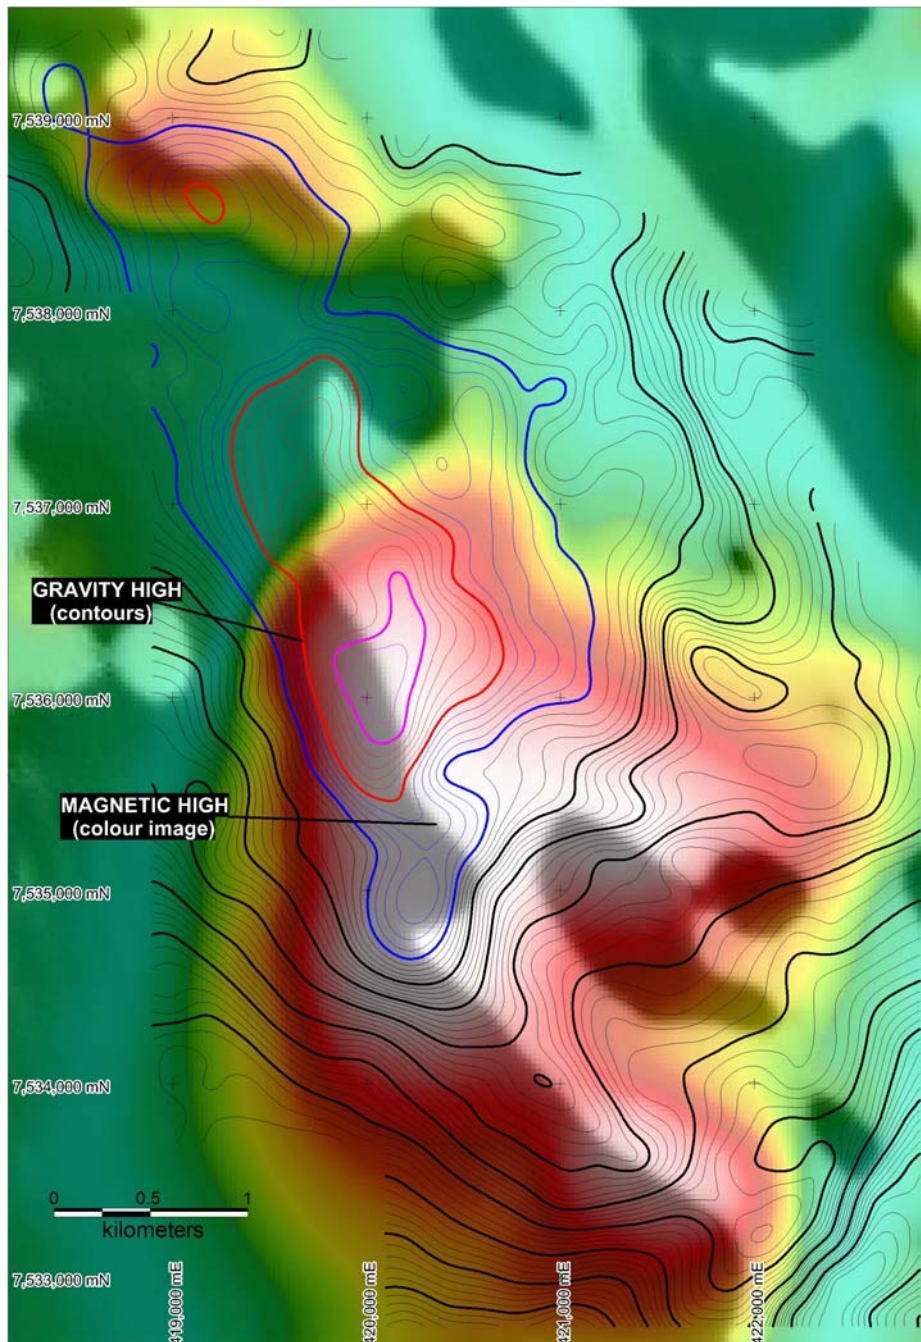 7,539,000 mN
7,538,000 mN
7,537,000 mN
GRAVITY HIGH
(contours)
7,536,000 mN
MAGNETIC HIGH
(colour image)
7,535,000 mN
7,534,000 mN
0 0.5 1
kilometers
7,533,000 mN
419,000 mE
420,000 mE
421,000 mE
422,000 mE